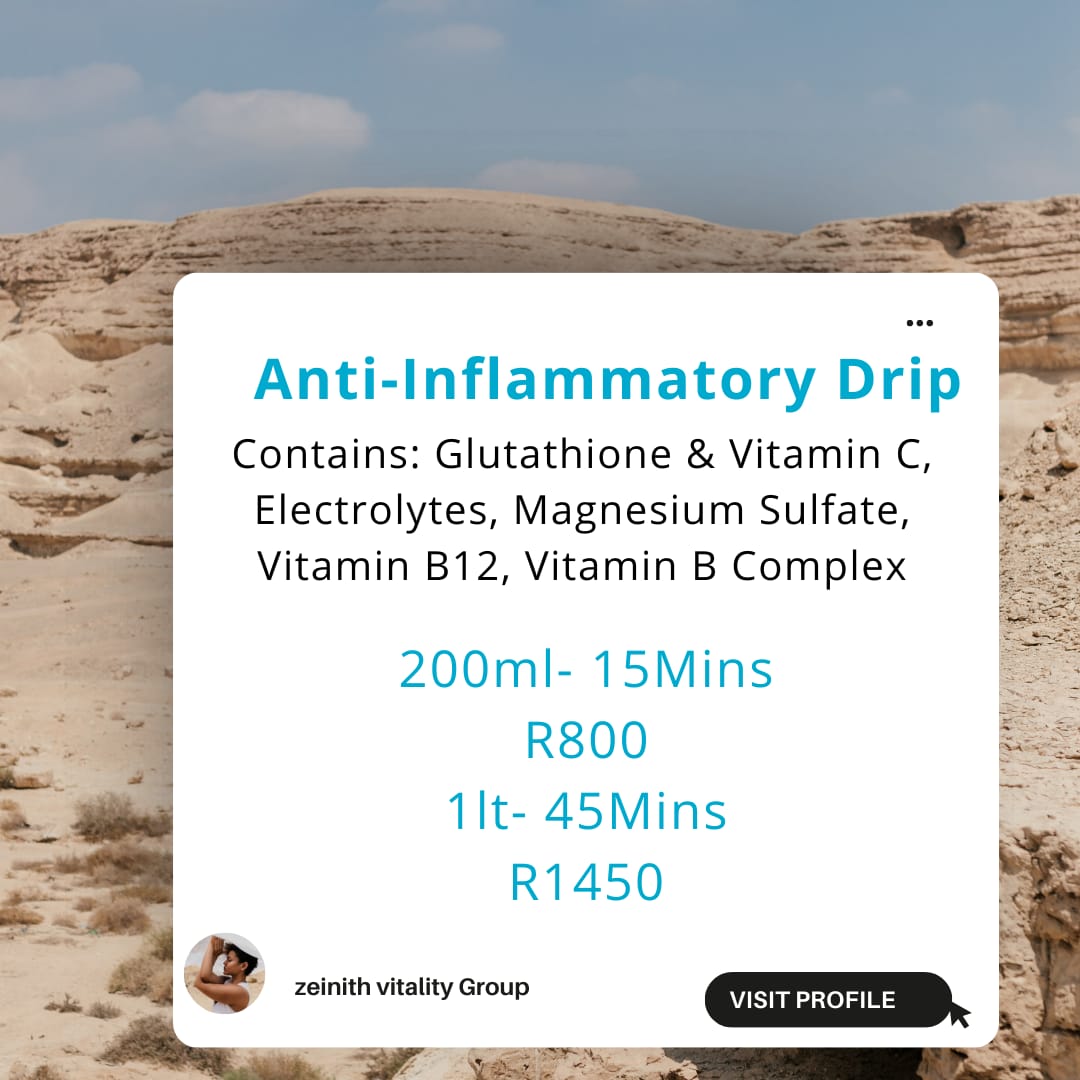 Anti-Inflammatory Drip
Contains: Glutathione & Vitamin C,
Electrolytes, Magnesium Sulfate,
Vitamin B12, Vitamin B Complex
200ml- 15Mins
R800
1lt- 45Mins
R1450
zeinith vitality Group
VISIT PROFILE